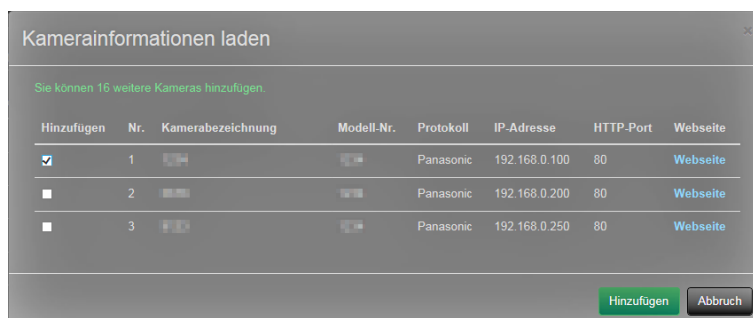 Kamerainformationen laden
Sie können 16 weitere Kameras hinzufügen.
Hinzufügen Nr. Kamerabezeichnung Modell-Nr. Protokoll IP-Adresse HTTP-Port Webseite
1 Panasonic 192.168.0.100 80 Webseite
2 Panasonic 192.168.0.200 80 Webseite
3 Panasonic 192.168.0.250 80 Webseite
Hinzufügen Abbruch